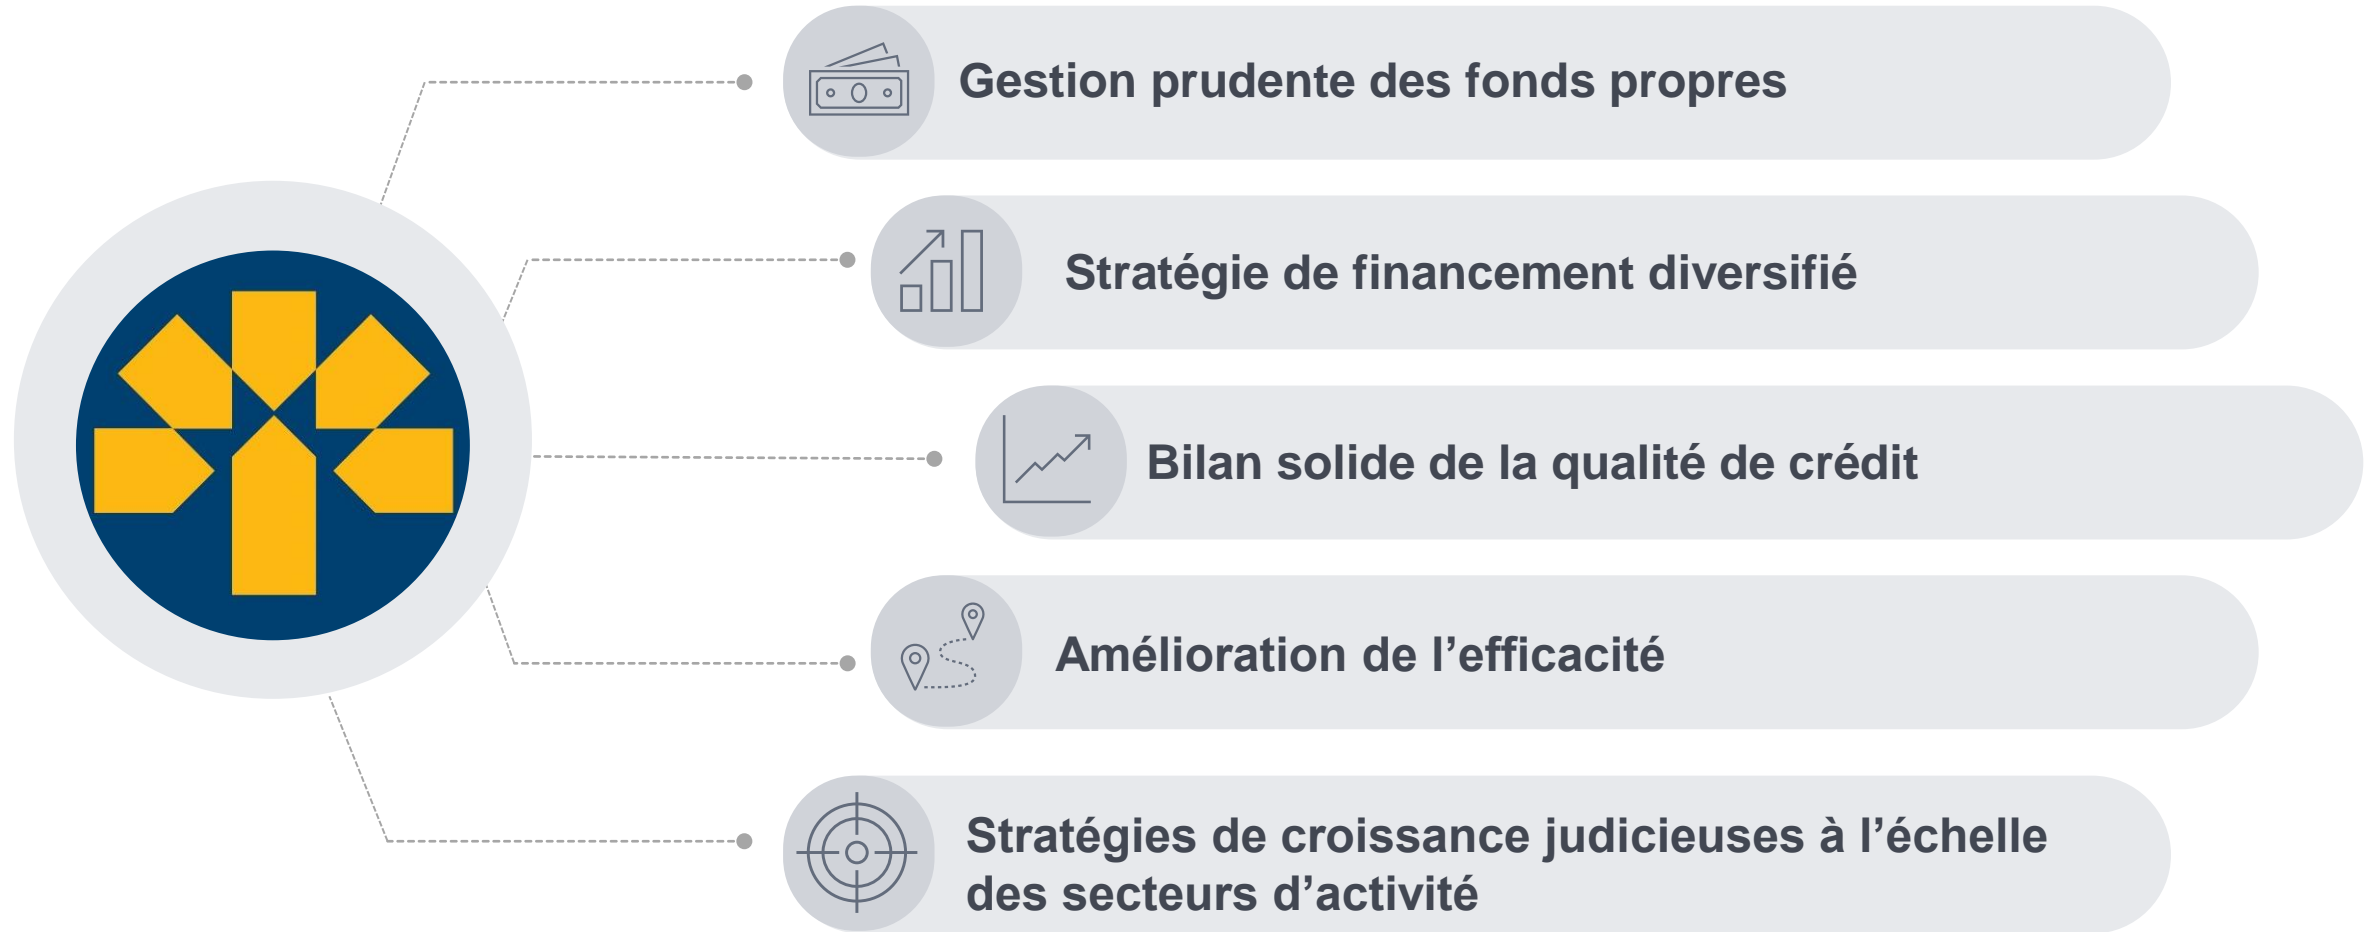 Gestion prudente des fonds propres
Stratégie de financement diversifié
Bilan solide de la qualité de crédit
Amélioration de l’efficacité
Stratégies de croissance judicieuses à l’échelle
des secteurs d’activité